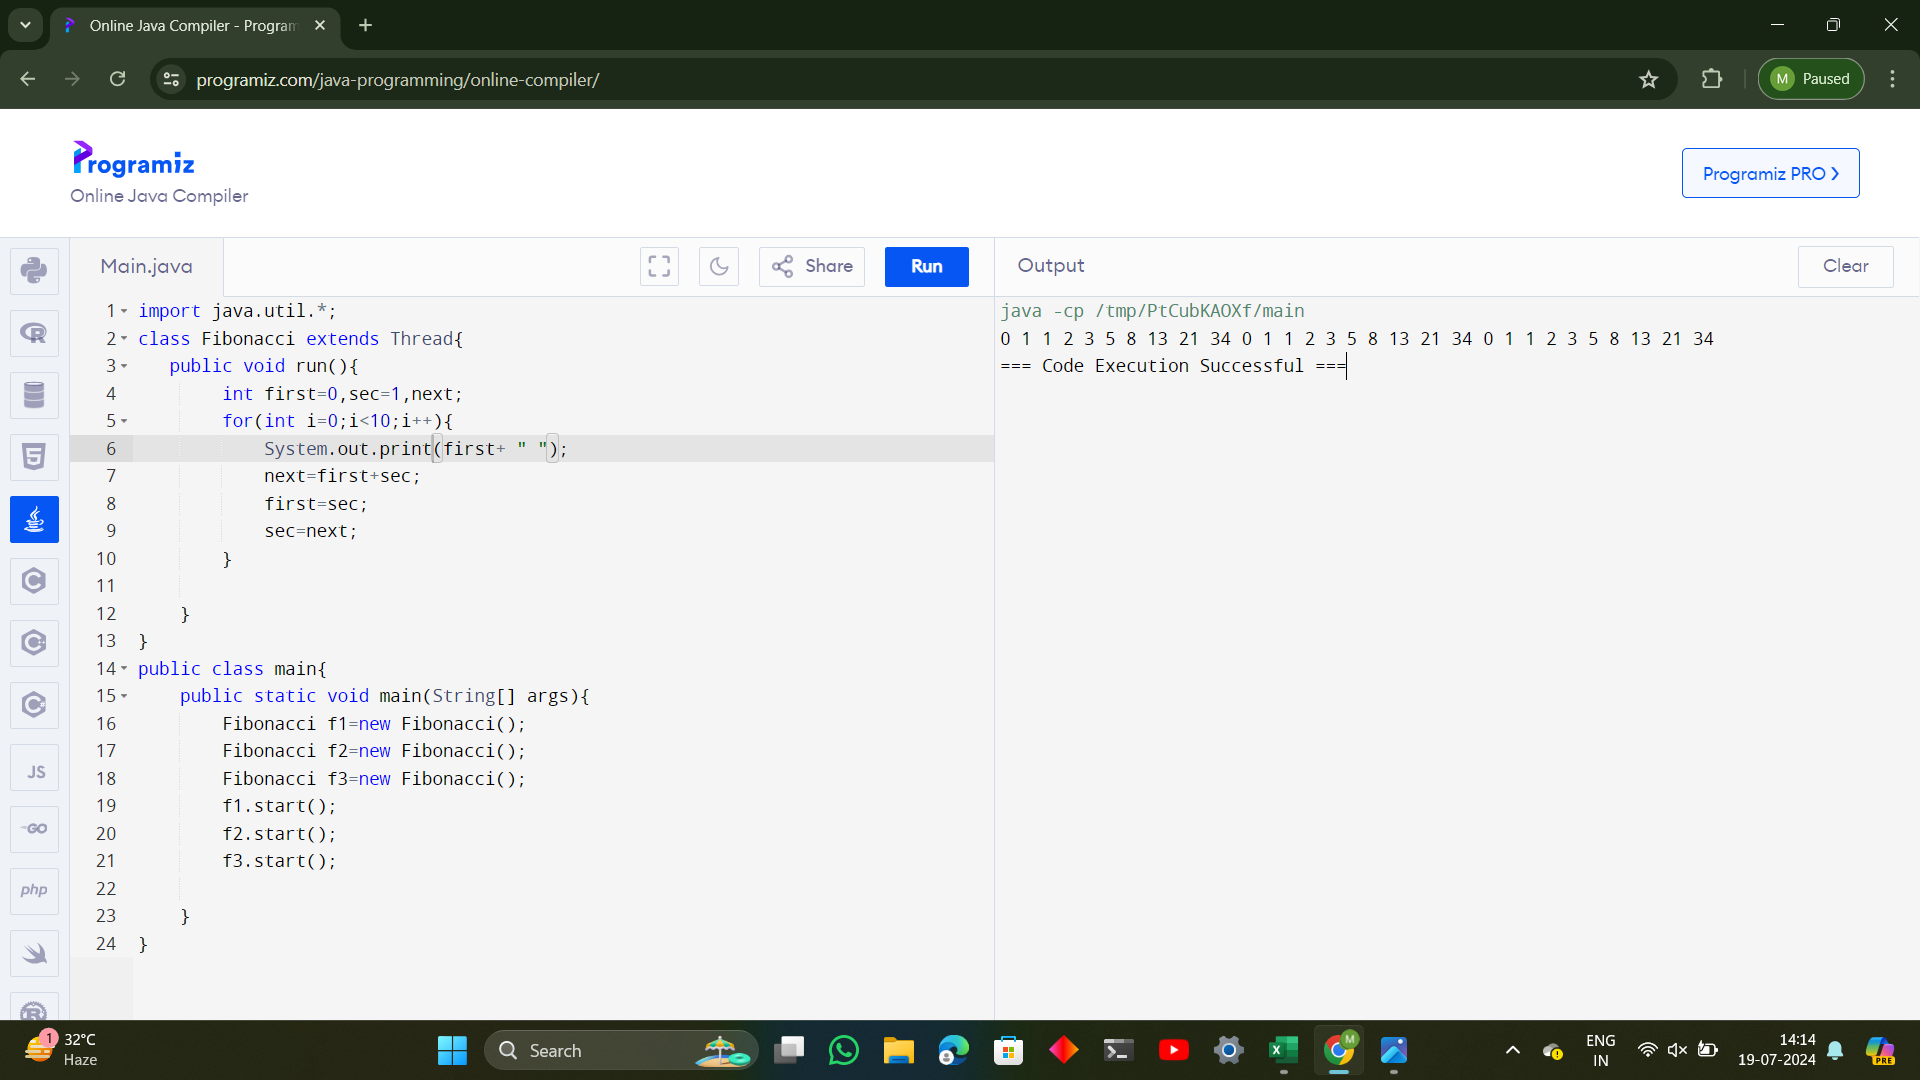 Online Java Compiler - Program
programiz.com/java-programming/online-compiler/
M Paused
Programiz
Online Java Compiler
Programiz PRO >
Main.java
Share
Run
Output
Clear
1 import java.util.*;
2 class Fibonacci extends Thread{
3 public void run(){
4 int first=0,sec=1,next;
5 for(int i=0;i<10;i++){
6 System.out.print(first+ " ");
7 next=first+sec;
8 first=sec;
9 sec=next;
10 }
11
12 }
13 }
14 public class main{
15 public static void main(String[] args){
16 Fibonacci f1=new Fibonacci();
17 Fibonacci f2=new Fibonacci();
18 Fibonacci f3=new Fibonacci();
19 f1.start();
20 f2.start();
21 f3.start();
22
23 }
24 }
java -cp /tmp/PtCubKAOXf/main
0 1 1 2 3 5 8 13 21 34 0 1 1 2 3 5 8 13 21 34 0 1 1 2 3 5 8 13 21 34
=== Code Execution Successful ===
R
5
C
C
C
JS
GO
php
R
1
32°C
Haze
Search
M
ENG
IN
14:14
19-07-2024
PRE